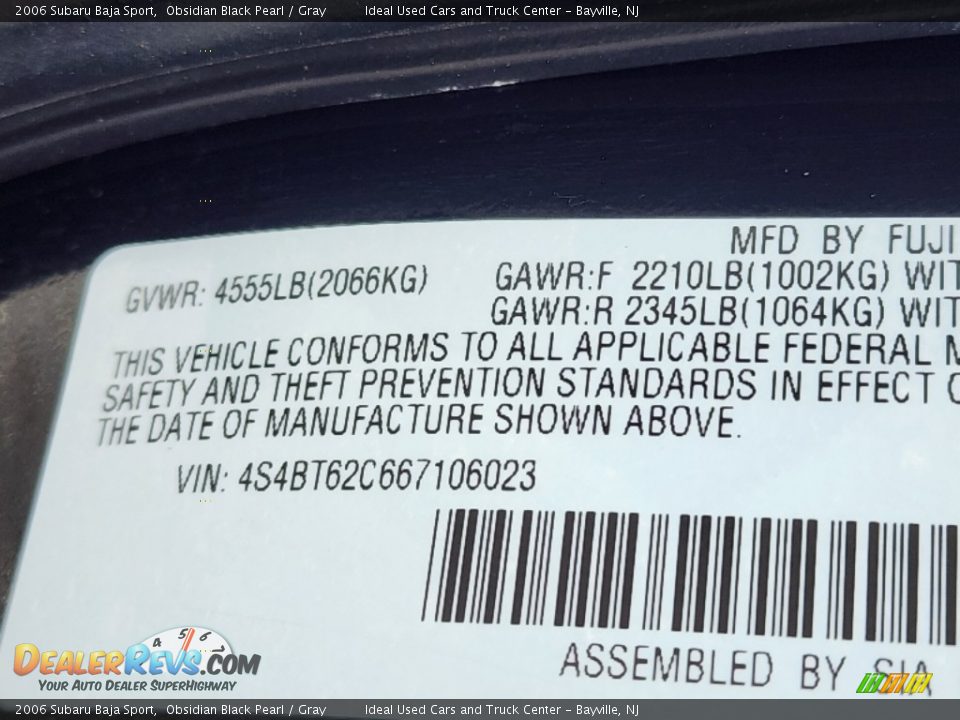 2006 Subaru Baja Sport,  Obsidian Black Pearl / Gray  Ideal Used Cars and Truck Center – Bayville, NJ
MFD BY FUJI
GVWR: 4555LB(2066KG)  GAWR:F 2210LB(1002KG) WIT
GAWR:R 2345LB(1064KG) WIT
THIS VEHICLE CONFORMS TO ALL APPLICABLE FEDERAL M
SAFETY AND THEFT PREVENTION STANDARDS IN EFFECT O
THE DATE OF MANUFACTURE SHOWN ABOVE.
VIN: 4S4BT62C667106023
ASSEMBLED BY SIA
4 5 6
DEALERREVS.COM
YOUR AUTO DEALER SUPERHIGHWAY
2006 Subaru Baja Sport,  Obsidian Black Pearl / Gray  Ideal Used Cars and Truck Center – Bayville, NJ